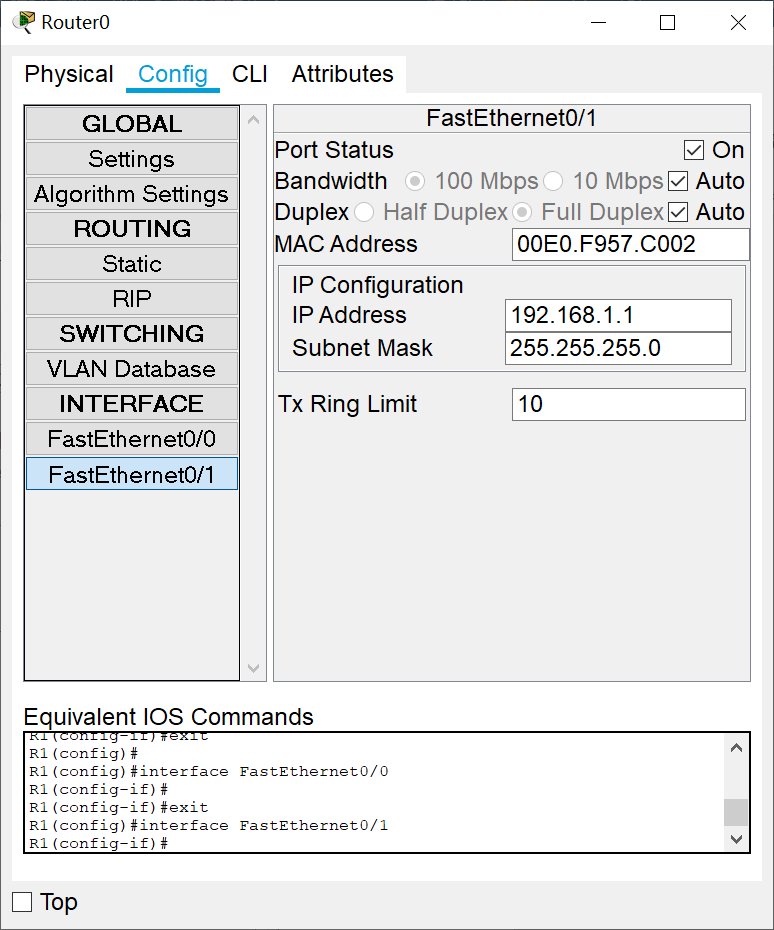 Router0
Physical Config CLI Attributes
GLOBAL
Settings
Algorithm Settings
ROUTING
Static
RIP
SWITCHING
VLAN Database
INTERFACE
FastEthernet0/0
FastEthernet0/1
FastEthernet0/1
Port Status On
Bandwidth 100 Mbps 10 Mbps Auto
Duplex Half Duplex Full Duplex Auto
MAC Address 00E0.F957.C002
IP Configuration
IP Address 192.168.1.1
Subnet Mask 255.255.255.0
Tx Ring Limit 10
Equivalent IOS Commands
R1(config-if)#exit
R1(config)#
R1(config)#interface FastEthernet0/0
R1(config-if)#
R1(config-if)#exit
R1(config)#interface FastEthernet0/1
R1(config-if)#
Top